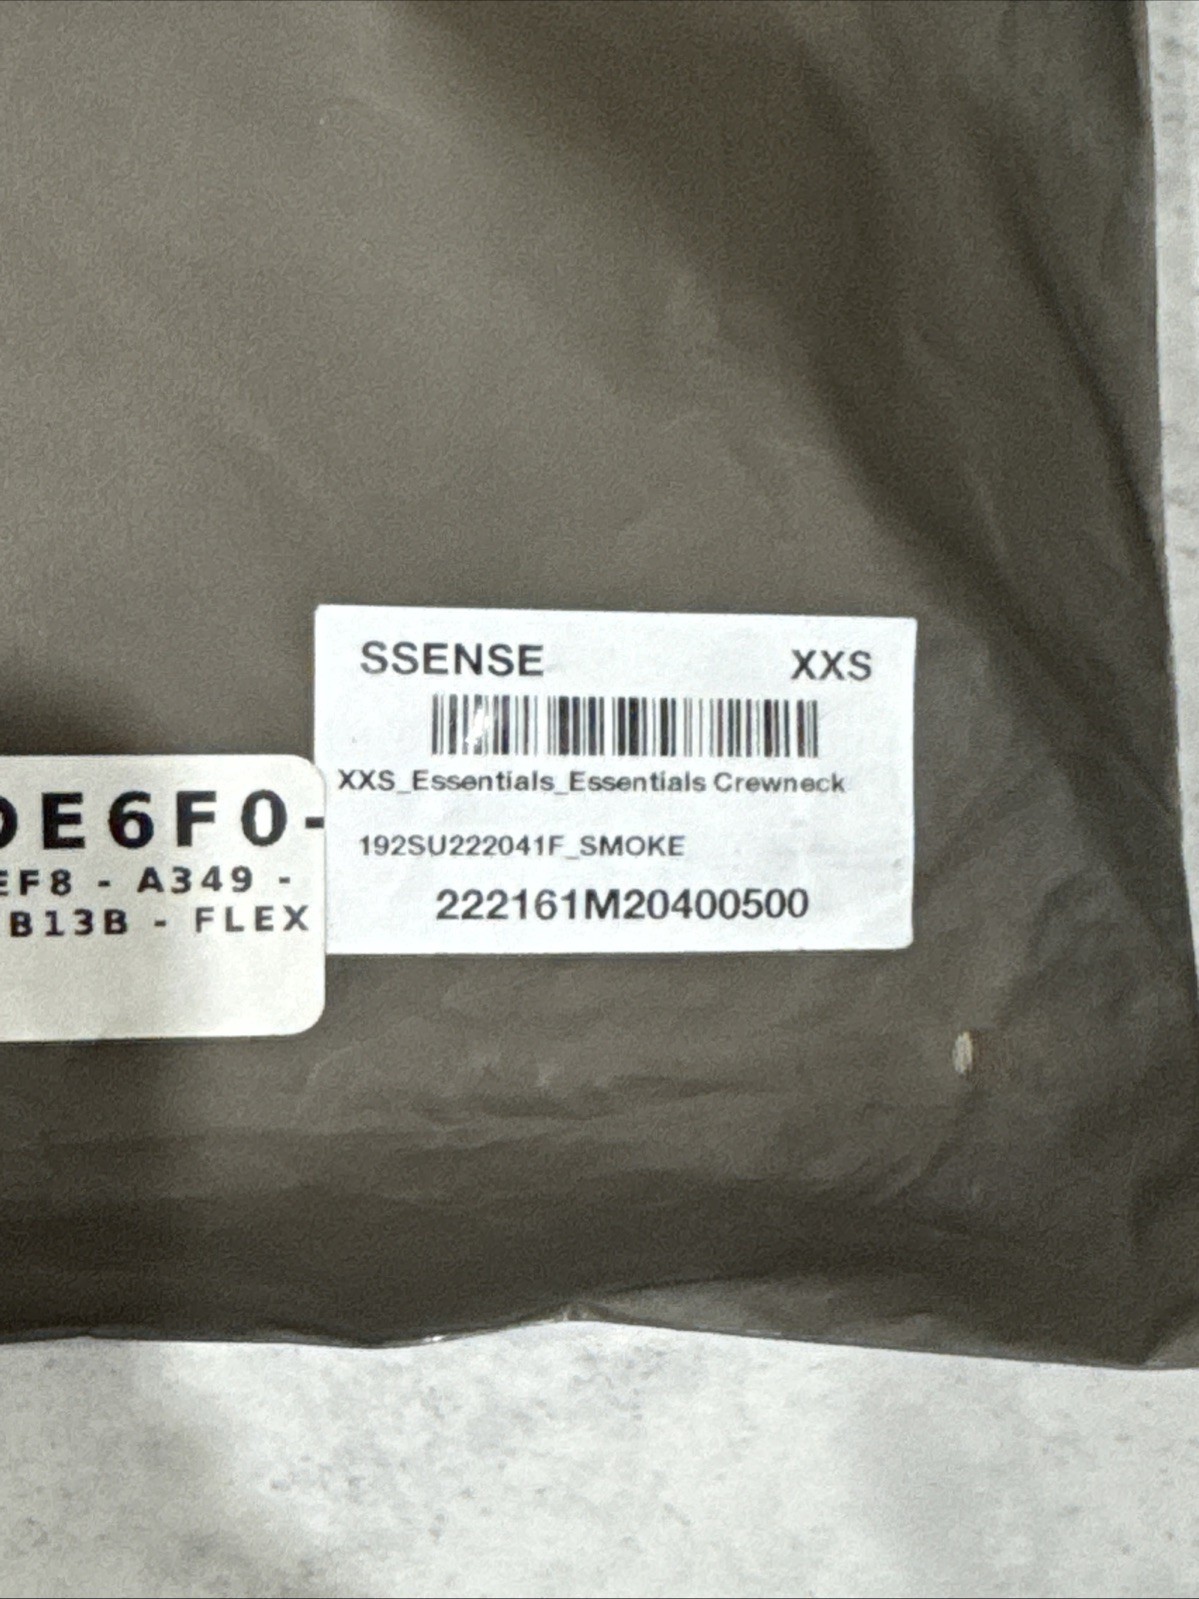 SSENSE XXS
XXS_Essentials_Essentials Crewneck
192SU222041F_SMOKE
222161M20400500
DE6F0-
EF8 - A349 -
B13B - FLEX